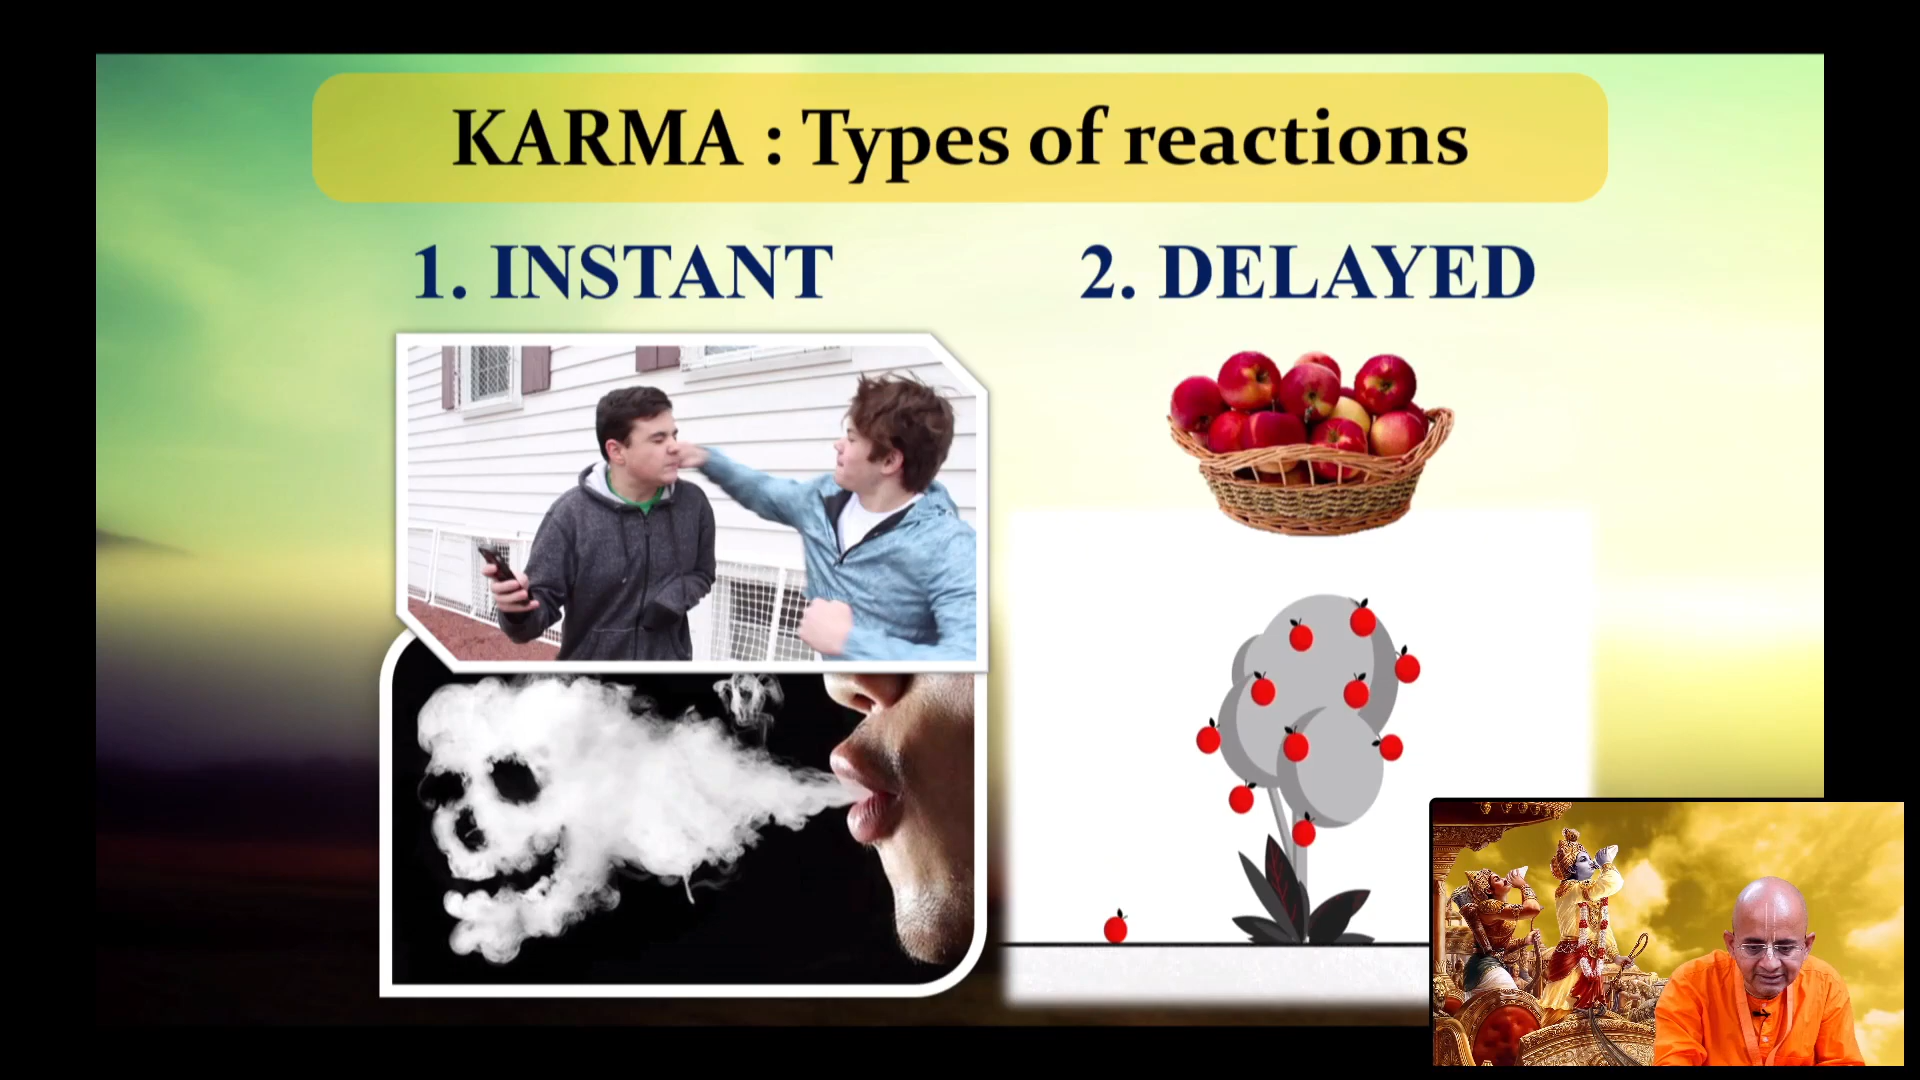 KARMA : Types of reactions
1. INSTANT
2. DELAYED